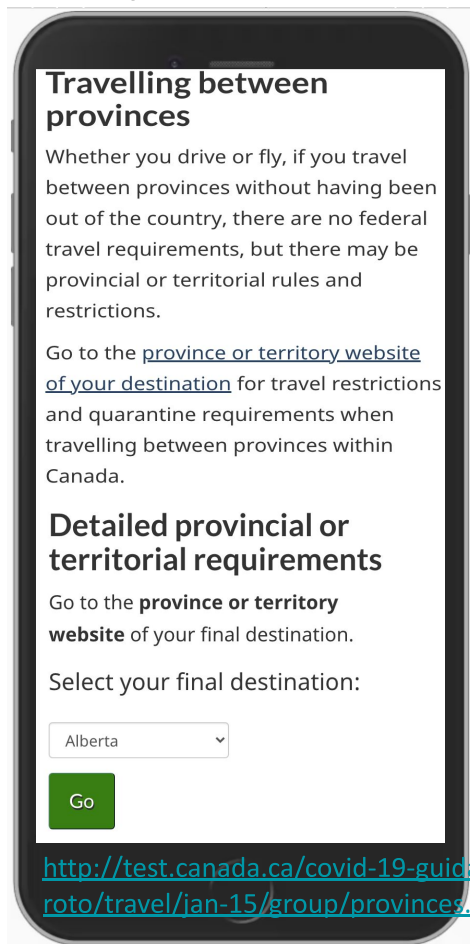 Travelling between
provinces
Whether you drive or fly, if you travel
between provinces without having been
out of the country, there are no federal
travel requirements, but there may be
provincial or territorial rules and
restrictions.
Go to the province or territory website
of your destination for travel restrictions
and quarantine requirements when
travelling between provinces within
Canada.
Detailed provincial or
territorial requirements
Go to the province or territory
website of your final destination.
Select your final destination:
Alberta
Go
http://test.canada.ca/covid-19-guid
roto/travel/jan-15/group/provinces.